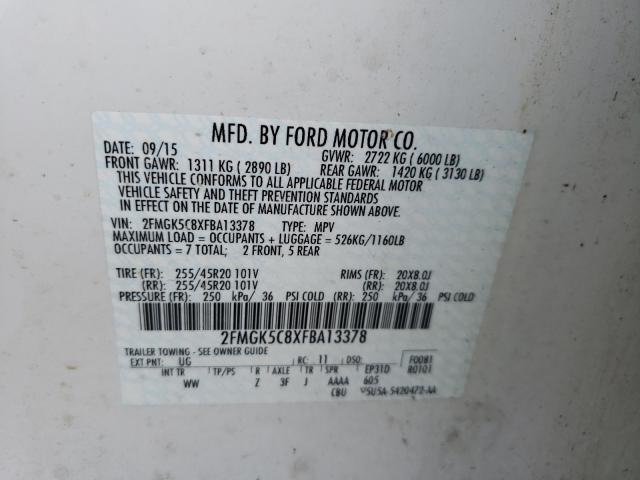 MFD. BY FORD MOTOR CO.
DATE: 09/15 GVWR: 2722 KG ( 6000 LB)
FRONT GAWR: 1311 KG ( 2890 LB) REAR GAWR: 1420 KG ( 3130 LB)
THIS VEHICLE CONFORMS TO ALL APPLICABLE FEDERAL MOTOR
VEHICLE SAFETY AND THEFT PREVENTION STANDARDS
IN EFFECT ON THE DATE OF MANUFACTURE SHOWN ABOVE.
VIN: 2FMGK5C8XFBA13378 TYPE: MPV
MAXIMUM LOAD = OCCUPANTS + LUGGAGE = 526KG/1160LB
OCCUPANTS = 7 TOTAL; 2 FRONT, 5 REAR
TIRE (FR): 255/45R20 101V RIMS (FR): 20X8.0J
(RR): 255/45R20 101V (RR): 20X8.0J
PRESSURE (FR): 250 kPa/ 36 PSI COLD (RR): 250 kPa/ 36 PSI COLD
2FMGK5C8XFBA13378
TRAILER TOWING - SEE OWNER GUIDE
EXT PNT: UG RC: 11 DSO: F0081
INT TR TP/PS R AXLE TR SPR EP31D R0101
WW Z 3F J AAAA 605
CBU 5U5A-5420472-AA